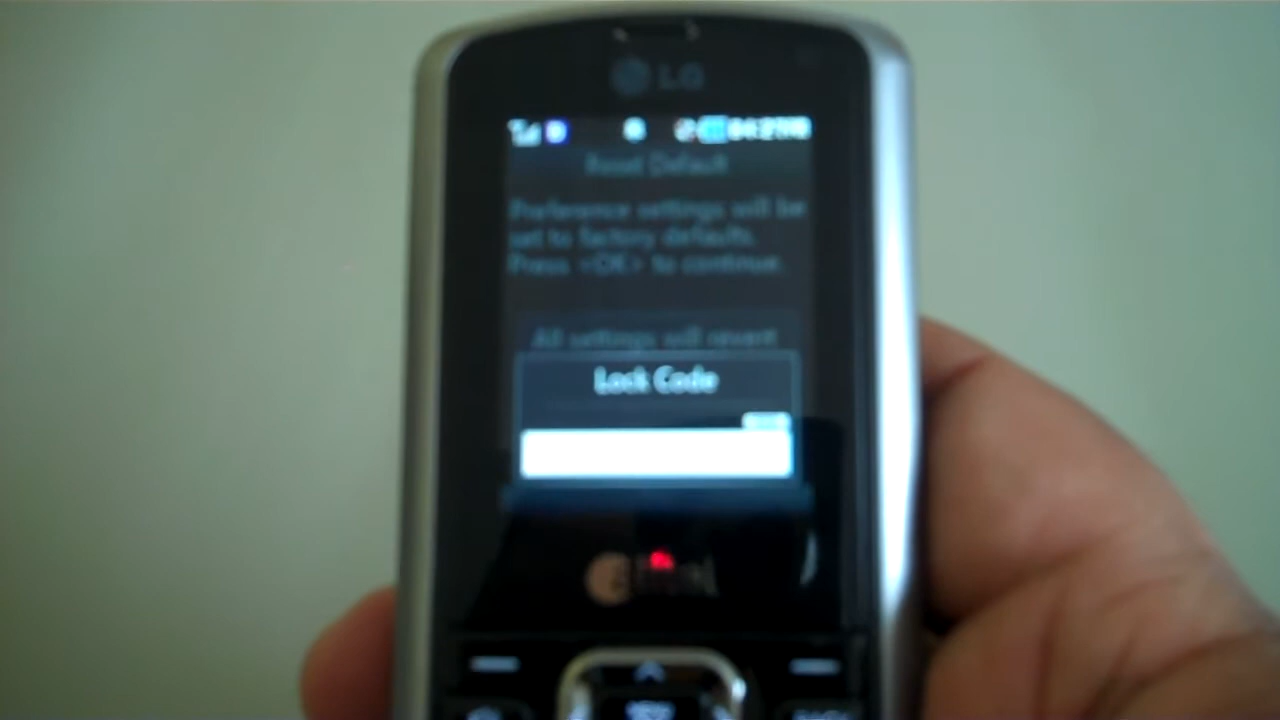 LG
Reset Default
Preference settings will be
set to factory defaults.
Press <OK> to continue.
All settings will revert
Lock Code